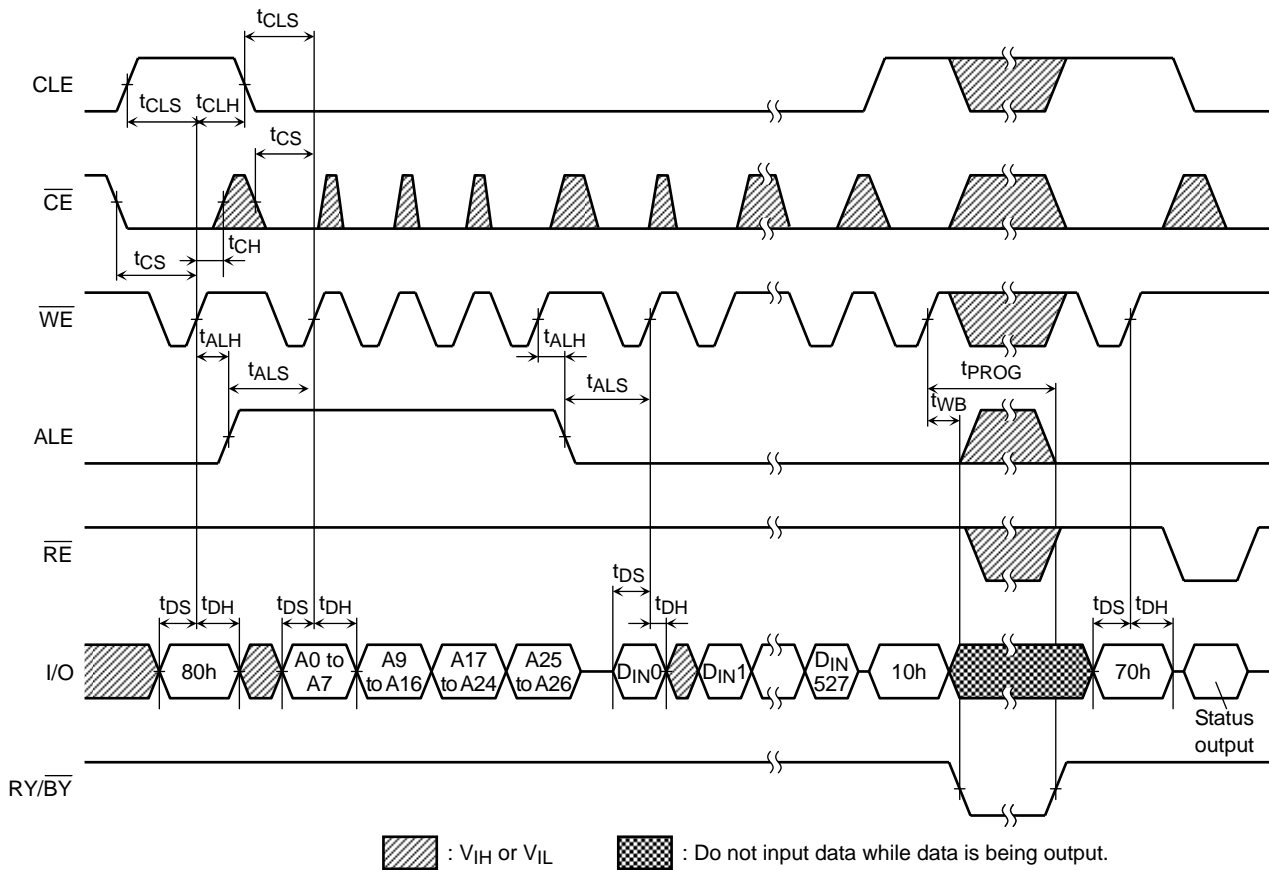 tCLS
CLE
tCLS tCLH
tCS
CE
tCH
tCS
WE
tALH
tALH
tALS
tALS
tPROG
tWB
ALE
RE
tDS tDH
tDS tDH
tDS
tDH
tDS tDH
I/O
80h
A0 to
A7
A9
to A16
A17
to A24
A25
to A26
DIN0
DIN1
DIN
527
10h
70h
Status
output
RY/BY
: VIH or VIL
: Do not input data while data is being output.